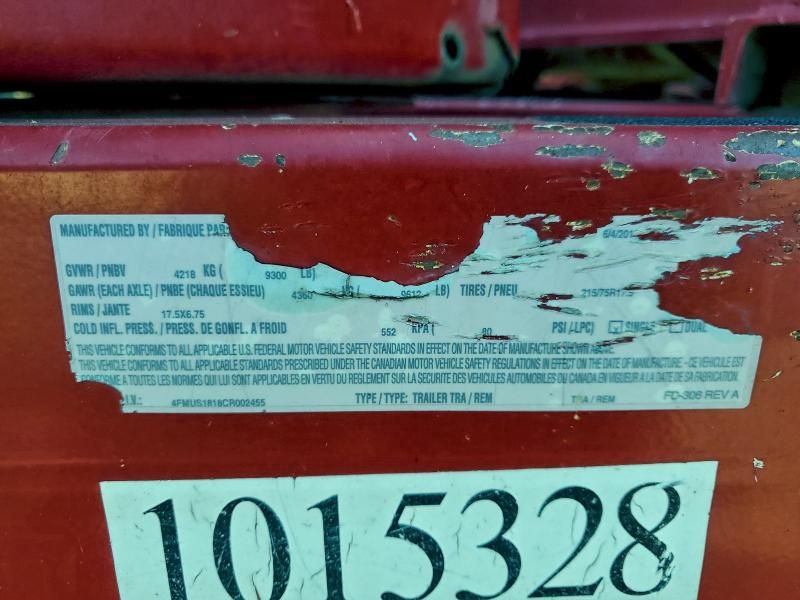 MANUFACTURED BY / FABRIQUE PAR:
6/4/201
GVWR / PNBV 4218 KG ( 9300 LB)
GAWR (EACH AXLE) / PNBE (CHAQUE ESSIEU) 4360 KG ( 9612 LB) TIRES / PNEU 215/75R17.5
RIMS / JANTE 17.5X6.75
COLD INFL. PRESS. / PRESS. DE GONFL. A FROID 552 KPA ( 80 PSI / LPC) SINGLE DUAL
THIS VEHICLE CONFORMS TO ALL APPLICABLE U.S. FEDERAL MOTOR VEHICLE SAFETY STANDARDS IN EFFECT ON THE DATE OF MANUFACTURE SHOWN ABOVE.
THIS VEHICLE CONFORMS TO ALL APPLICABLE STANDARDS PRESCRIBED UNDER THE CANADIAN MOTOR VEHICLE SAFETY REGULATIONS IN EFFECT ON THE DATE OF MANUFACTURE. - CE VEHICULE EST
CONFORME A TOUTES LES NORMES QUI LUI SONT APPLICABLES EN VERTU DU REGLEMENT SUR LA SECURITE DES VEHICULES AUTOMOBILES DU CANADA EN VIGUEUR A LA DATE DE SA FABRICATION.
I.V.: 4FMUS1818CR002455 TYPE / TYPE: TRAILER TRA / REM TRA / REM FC-306 REV A
1015328